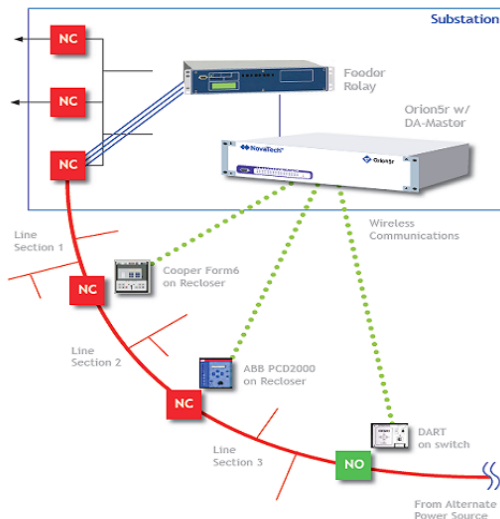 Substation
NC
NC
NC
Foodor
Rolay
Orion5r w/
DA-Master
NovaTech®
Orion5r
Wireless
Communications
Line
Section 1
Cooper Form6
on Recloser
NC
Line
Section 2
ABB PCD2000
on Recloser
NC
DART
on switch
Line
Section 3
NO
From Alternate
Power Source